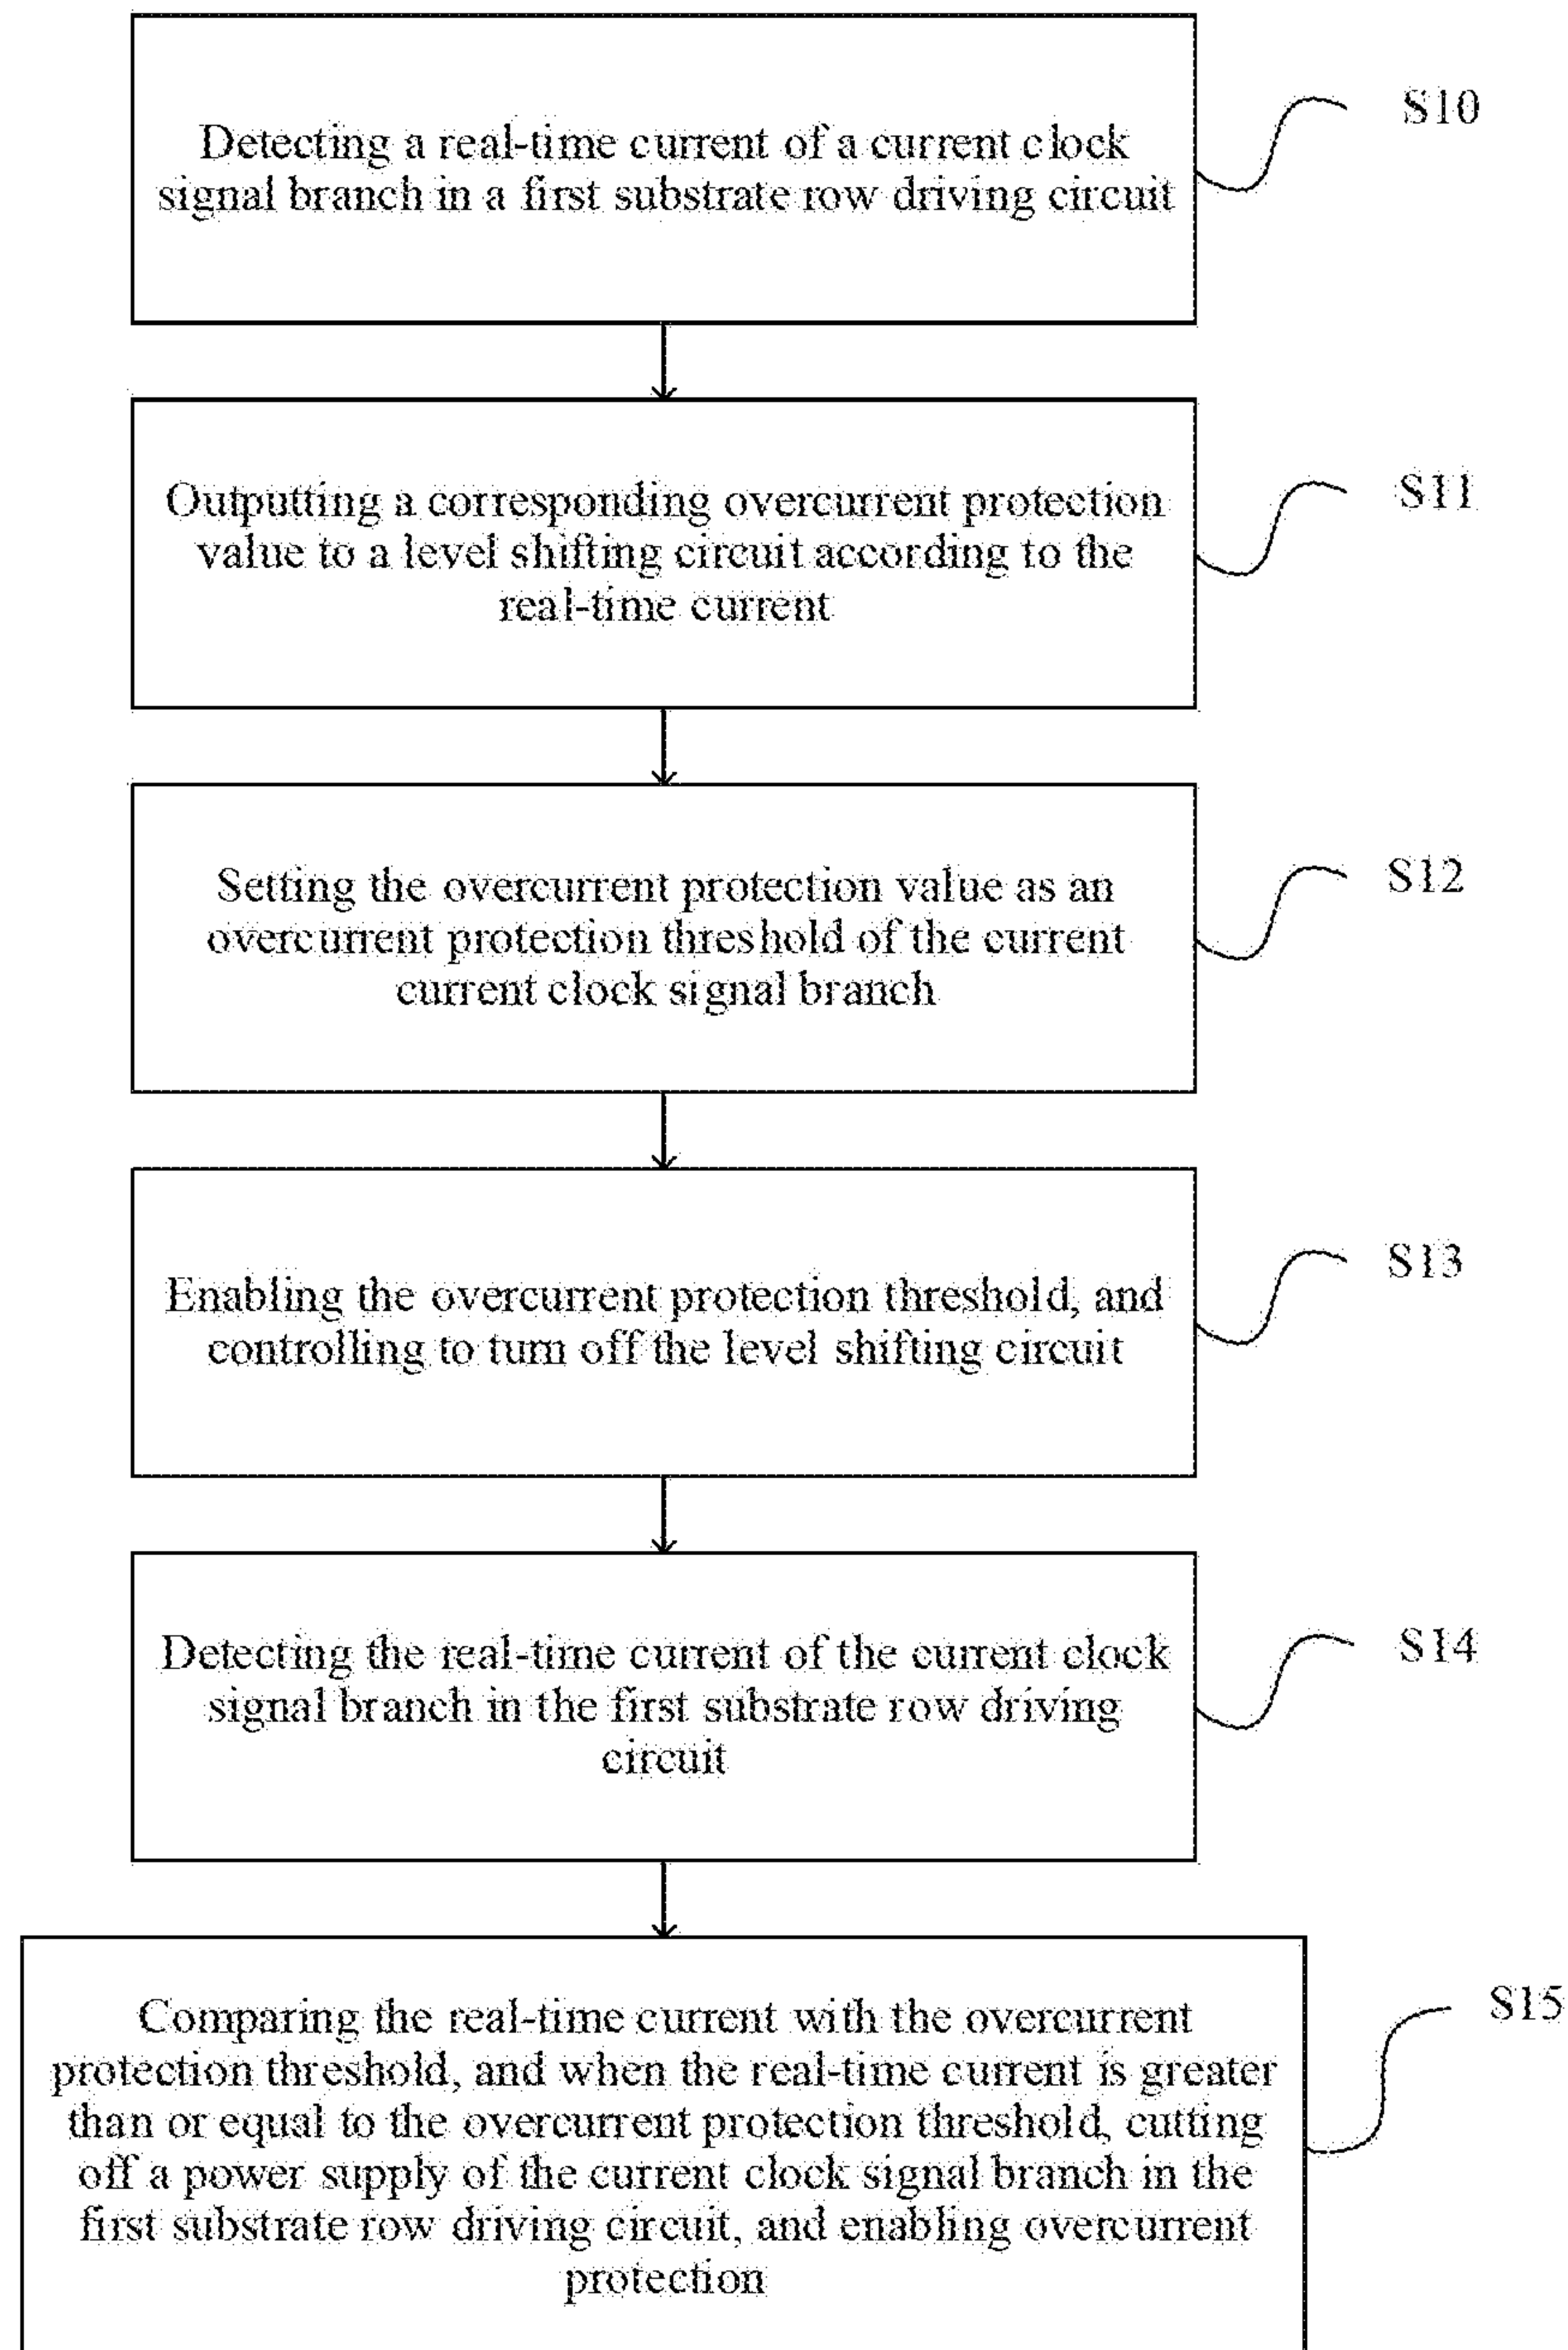 Detecting a real-time current of a current clock
signal branch in a first substrate row driving circuit
S10
Outputting a corresponding overcurrent protection
value to a level shifting circuit according to the
real-time current
S11
Setting the overcurrent protection value as an
overcurrent protection threshold of the current
current clock signal branch
S12
Enabling the overcurrent protection threshold, and
controlling to turn off the level shifting circuit
S13
Detecting the real-time current of the current clock
signal branch in the first substrate row driving
circuit
S14
Comparing the real-time current with the overcurrent
protection threshold, and when the real-time current is greater
than or equal to the overcurrent protection threshold, cutting
off a power supply of the current clock signal branch in the
first substrate row driving circuit, and enabling overcurrent
protection
S15